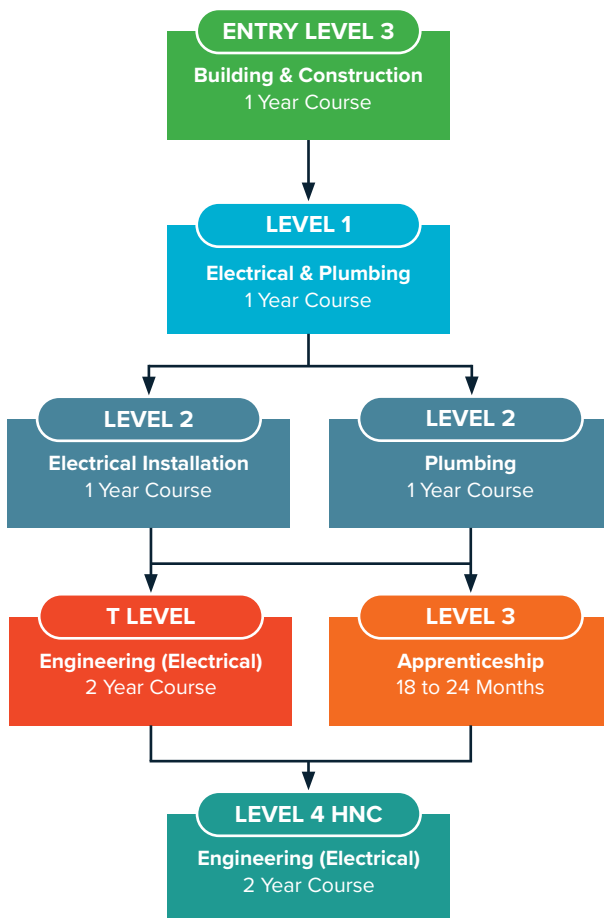 ENTRY LEVEL 3
Building & Construction
1 Year Course
LEVEL 1
Electrical & Plumbing
1 Year Course
LEVEL 2
Electrical Installation
1 Year Course
LEVEL 2
Plumbing
1 Year Course
T LEVEL
Engineering (Electrical)
2 Year Course
LEVEL 3
Apprenticeship
18 to 24 Months
LEVEL 4 HNC
Engineering (Electrical)
2 Year Course